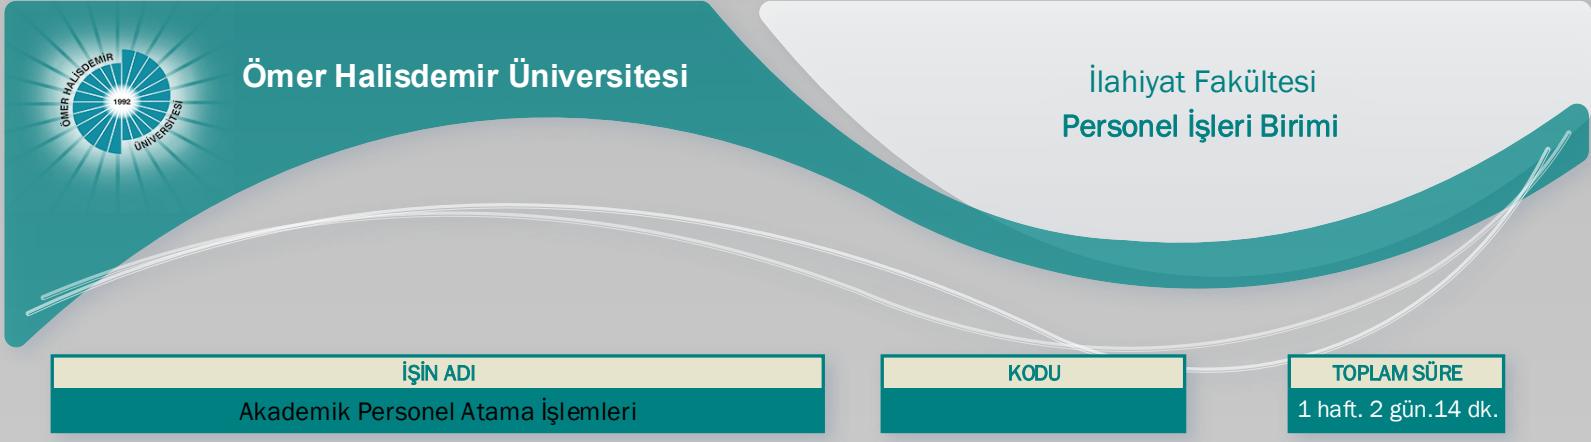 ÖMER HALİSDEMİR
1992
ÜNİVERSİTESİ
Ömer Halisdemir Üniversitesi
İlahiyat Fakültesi
Personel İşleri Birimi
İŞİN ADI
Akademik Personel Atama İşlemleri
KODU
TOPLAM SÜRE
1 haft. 2 gün.14 dk.